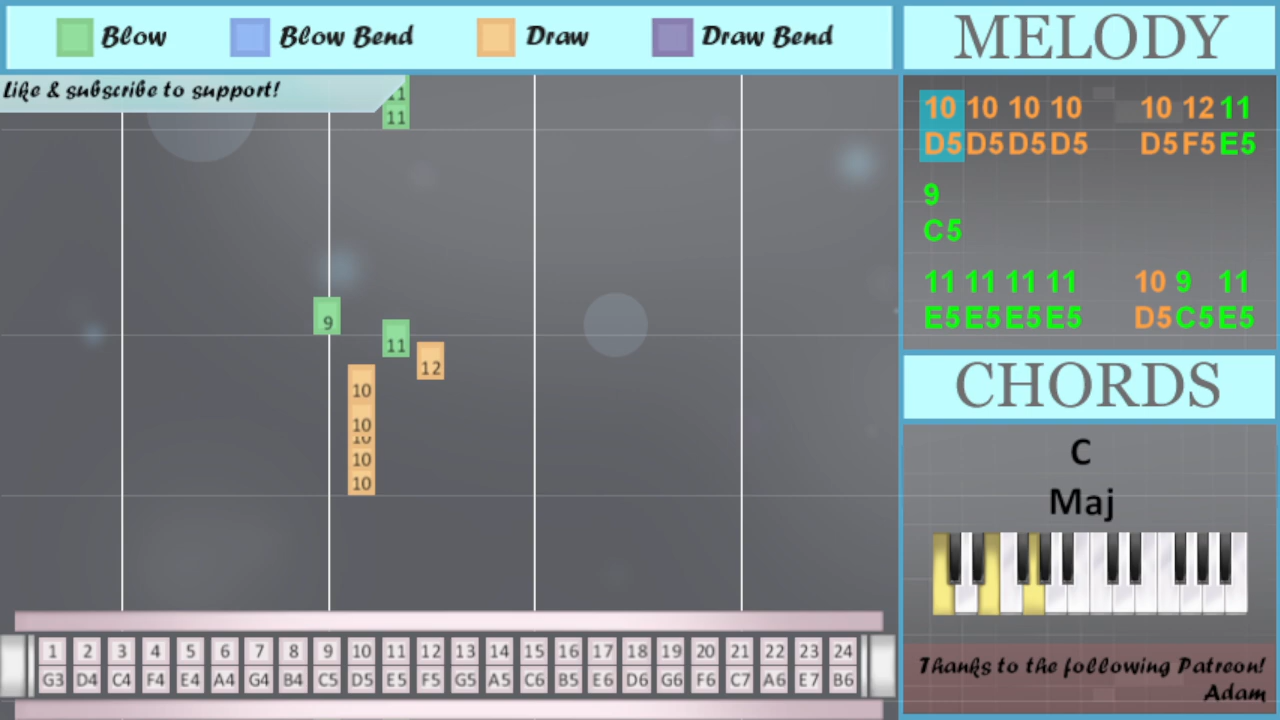 Blow Blow Bend Draw Draw Bend
MELODY
Like & subscribe to support!
11
11
9
11
12
10
10
10
10
10
10 10 10 10 10 12 11
D5 D5 D5 D5 D5 F5 E5
9
C5
11 11 11 11 10 9 11
E5 E5 E5 E5 D5 C5 E5
CHORDS
C
Maj
Thanks to the following Patreon!
Adam
1 2 3 4 5 6 7 8 9 10 11 12 13 14 15 16 17 18 19 20 21 22 23 24
G3 D4 C4 F4 E4 A4 G4 B4 C5 D5 E5 F5 G5 A5 C6 B5 E6 D6 G6 F6 C7 A6 E7 B6